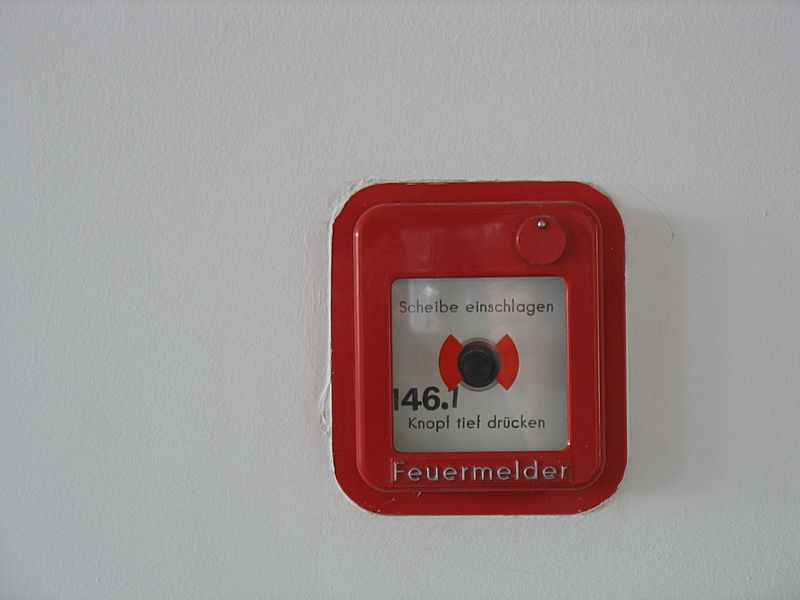 Scheibe einschlagen
146.1
Knopf tief drücken
Feuermelder